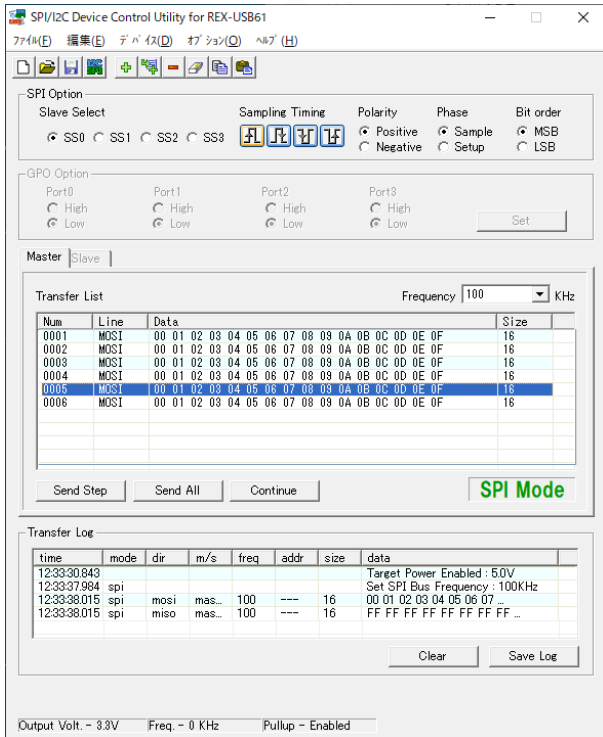 SPI/I2C Device Control Utility for REX-USB61
ファイル(F) 編集(E) デバイス(D) オプション(O) ヘルプ(H)
SPI Option
Slave Select Sampling Timing Polarity Phase Bit order
SS0 SS1 SS2 SS3 Positive Sample MSB
Negative Setup LSB
GPO Option
Port0 Port1 Port2 Port3
High High High High
Low Low Low Low Set
Master Slave
Transfer List Frequency 100 KHz
Num Line Data Size
0001 MOSI 00 01 02 03 04 05 06 07 08 09 0A 0B 0C 0D 0E 0F 16
0002 MOSI 00 01 02 03 04 05 06 07 08 09 0A 0B 0C 0D 0E 0F 16
0003 MOSI 00 01 02 03 04 05 06 07 08 09 0A 0B 0C 0D 0E 0F 16
0004 MOSI 00 01 02 03 04 05 06 07 08 09 0A 0B 0C 0D 0E 0F 16
0005 MOSI 00 01 02 03 04 05 06 07 08 09 0A 0B 0C 0D 0E 0F 16
0006 MOSI 00 01 02 03 04 05 06 07 08 09 0A 0B 0C 0D 0E 0F 16
Send Step Send All Continue SPI Mode
Transfer Log
time mode dir m/s freq addr size data
12:33:30.843 Target Power Enabled : 5.0V
12:33:37.984 spi Set SPI Bus Frequency : 100KHz
12:33:38.015 spi mosi mas... 100 --- 16 00 01 02 03 04 05 06 07 ...
12:33:38.015 spi miso mas... 100 --- 16 FF FF FF FF FF FF FF FF ...
Clear Save Log
Output Volt. - 3.3V Freq. - 0 KHz Pullup - Enabled